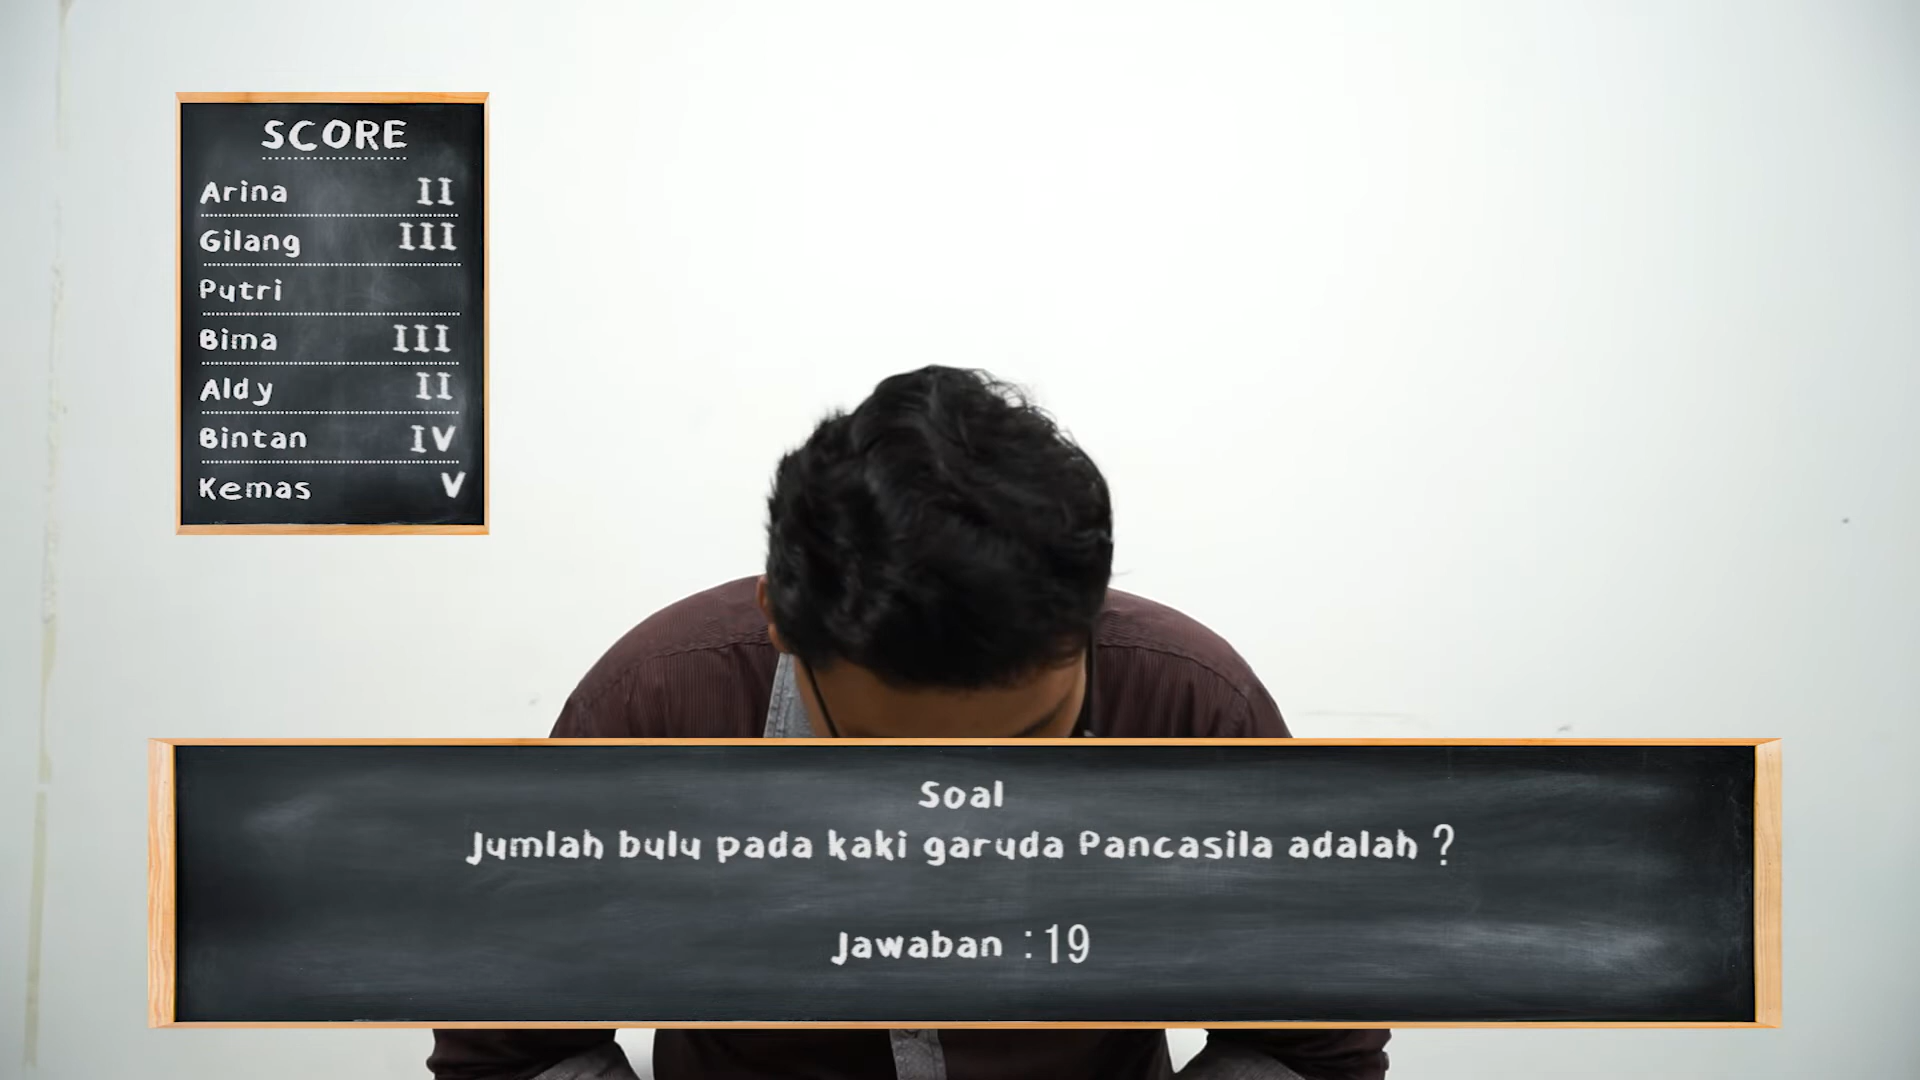 SCORE
Arina II
Gilang III
Putri
Bima III
Aldy II
Bintan IV
Kemas V
Soal
Jumlah bulu pada kaki garuda Pancasila adalah ?
Jawaban : 19